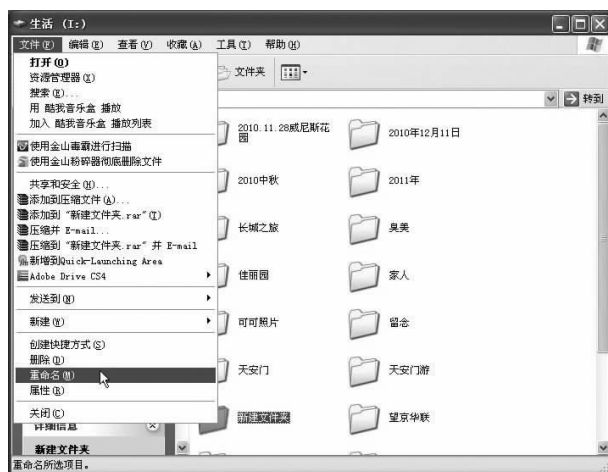 生活 (I:)
文件(F) 编辑(E) 查看(V) 收藏(A) 工具(T) 帮助(H)
打开(O)
资源管理器(X)
搜索(E)...
用 酷我音乐盒 播放
加入 酷我音乐盒 播放列表
使用金山毒霸进行扫描
使用金山粉碎器彻底删除文件
共享和安全(H)...
添加到压缩文件(A)...
添加到 "新建文件夹.rar"(T)
压缩并 E-mail...
压缩到 "新建文件夹.rar" 并 E-mail
新增到Quick-Launching Area
Adobe Drive CS4
发送到(N)
新建(W)
创建快捷方式(S)
删除(D)
重命名(M)
属性(R)
关闭(C)
详细信息
新建文件夹
文件夹
转到
2010.11.28威尼斯花园
2010年12月11日
2010中秋
2011年
长城之旅
臭美
佳丽园
家人
可可照片
留念
天安门
天安门游
新建文件夹
望京华联
重命名所选项目。